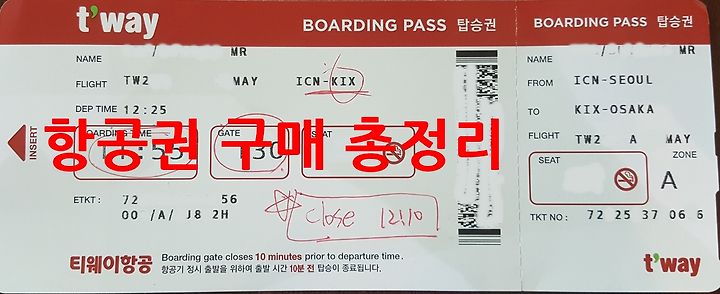 t'way BOARDING PASS 탑승권
NAME MR
FLIGHT TW2 MAY ICN-KIX
DEP TIME 12:25
BOARDING TIME GATE SEAT
130
INSERT
항공권 구매 총정리
ETKT : 72 56
00 /A/ J8 2H
close 12:10
티웨이항공 Boarding gate closes 10 minutes prior to departure time.
항공기 정시 출발을 위하여 출발 시간 10분 전 탑승이 종료됩니다.
BOARDING PASS 탑승권
NAME MR
FROM ICN-SEOUL
TO KIX-OSAKA
FLIGHT TW2 A MAY
SEAT ZONE
A
TKT NO : 72 25 37 06 6
t'way